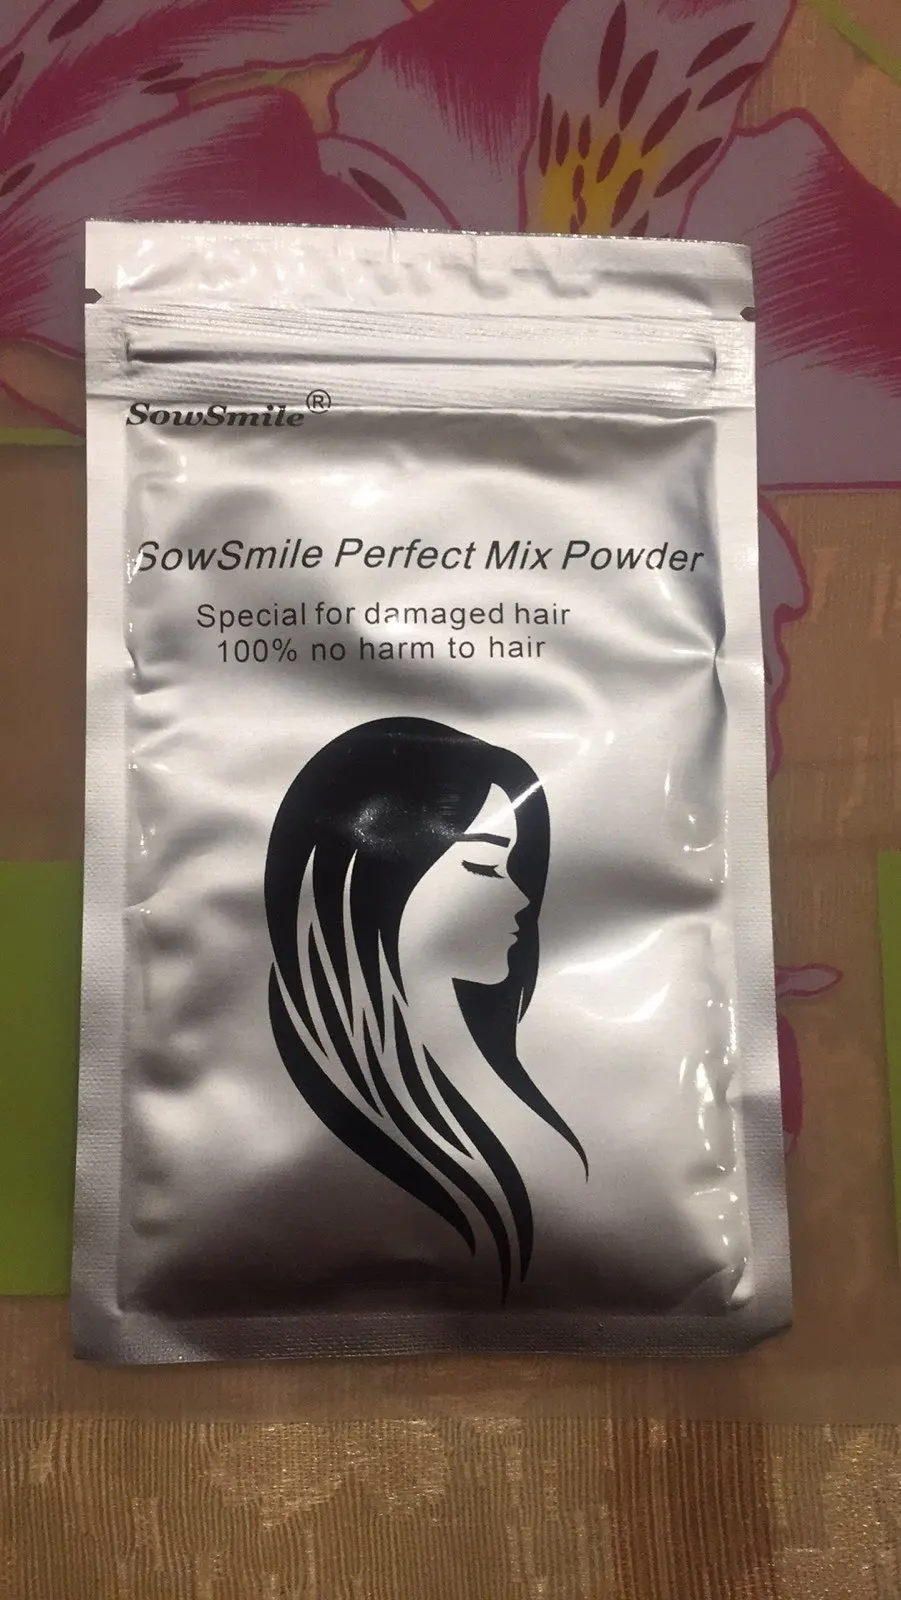 SowSmile®
SowSmile Perfect Mix Powder
Special for damaged hair
100% no harm to hair